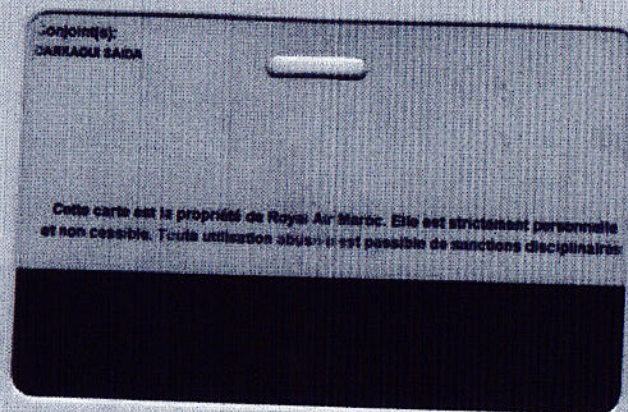 Conjoint(s):
SAIDA
Cette carte est la propriété de Royal Air Maroc. Elle est strictement personnelle
et non cessible. Toute utilisation abusive est passible de sanctions disciplinaires